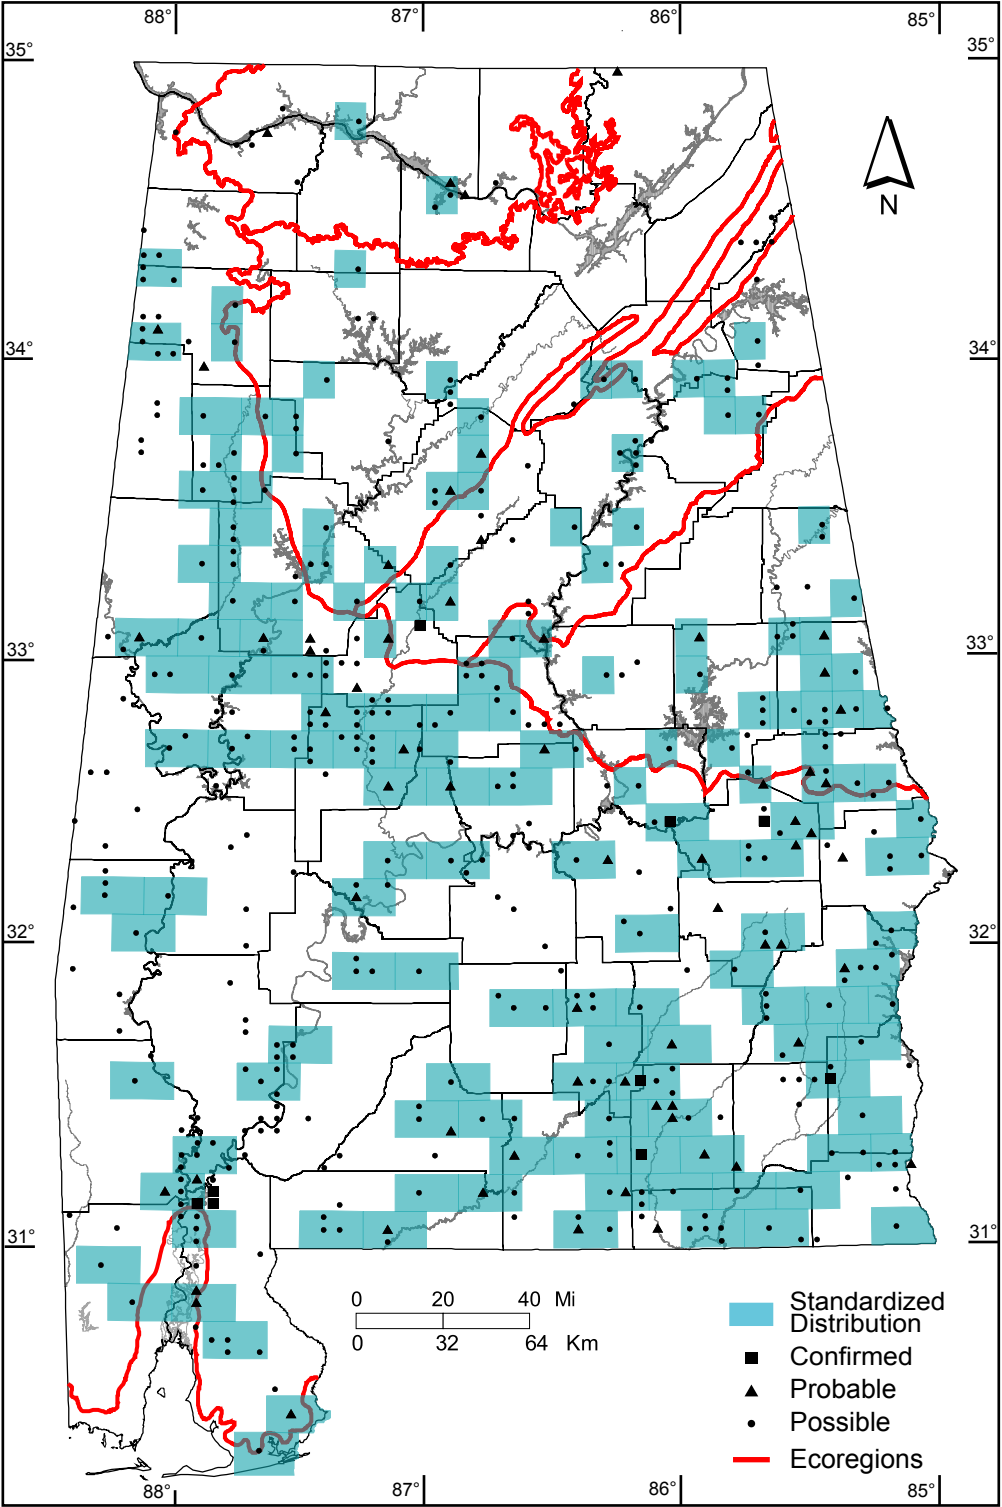 88° 87° 86° 85°
35° 35°
N
34° 34°
33° 33°
32° 32°
31° 31°
0 20 40 Mi
0 32 64 Km
Standardized
Distribution
Confirmed
Probable
Possible
Ecoregions
88° 87° 86° 85°